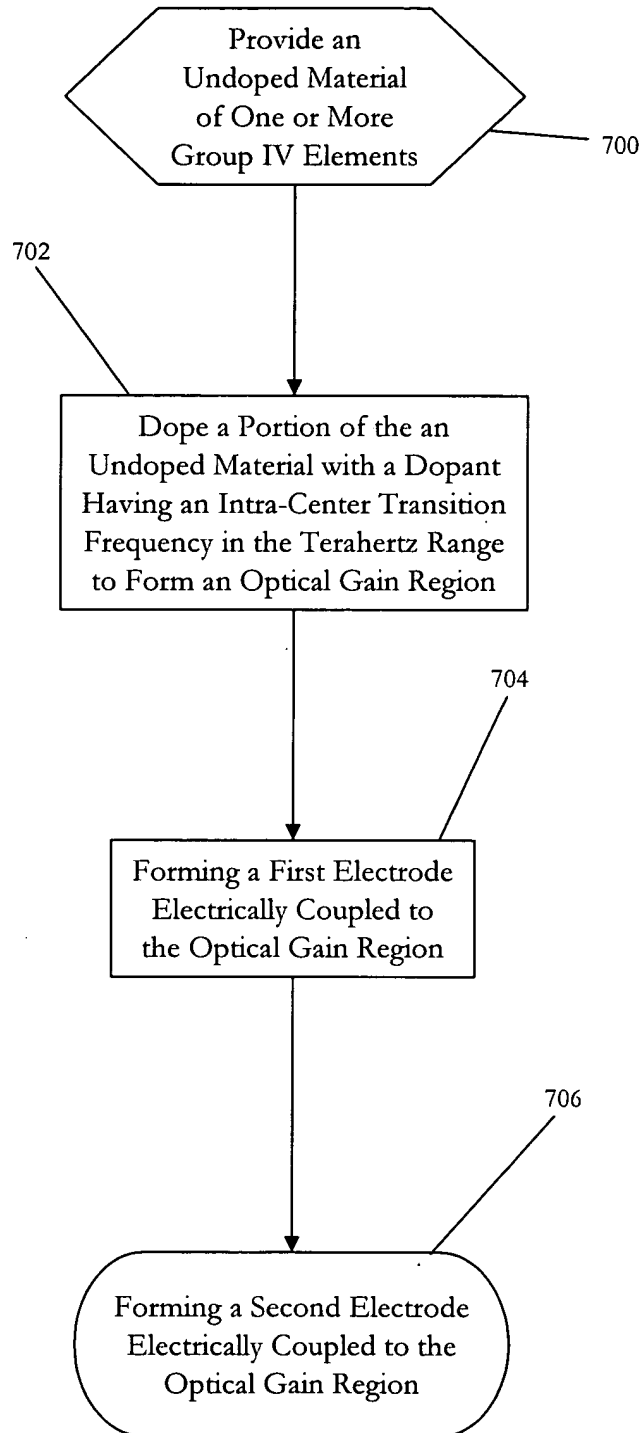 Provide an
Undoped Material
of One or More
Group IV Elements
700
702
Dope a Portion of the an
Undoped Material with a Dopant
Having an Intra-Center Transition
Frequency in the Terahertz Range
to Form an Optical Gain Region
704
Forming a First Electrode
Electrically Coupled to
the Optical Gain Region
706
Forming a Second Electrode
Electrically Coupled to the
Optical Gain Region